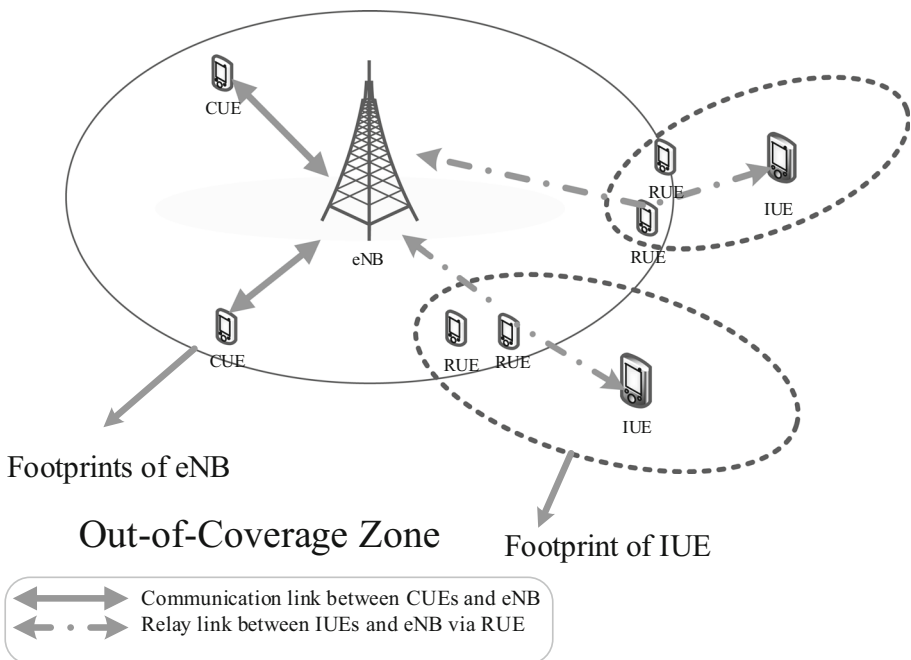 CUE
RUE
IUE
RUE
eNB
CUE
RUE
RUE
IUE
Footprints of eNB
Out-of-Coverage Zone
Footprint of IUE
Communication link between CUEs and eNB
Relay link between IUEs and eNB via RUE